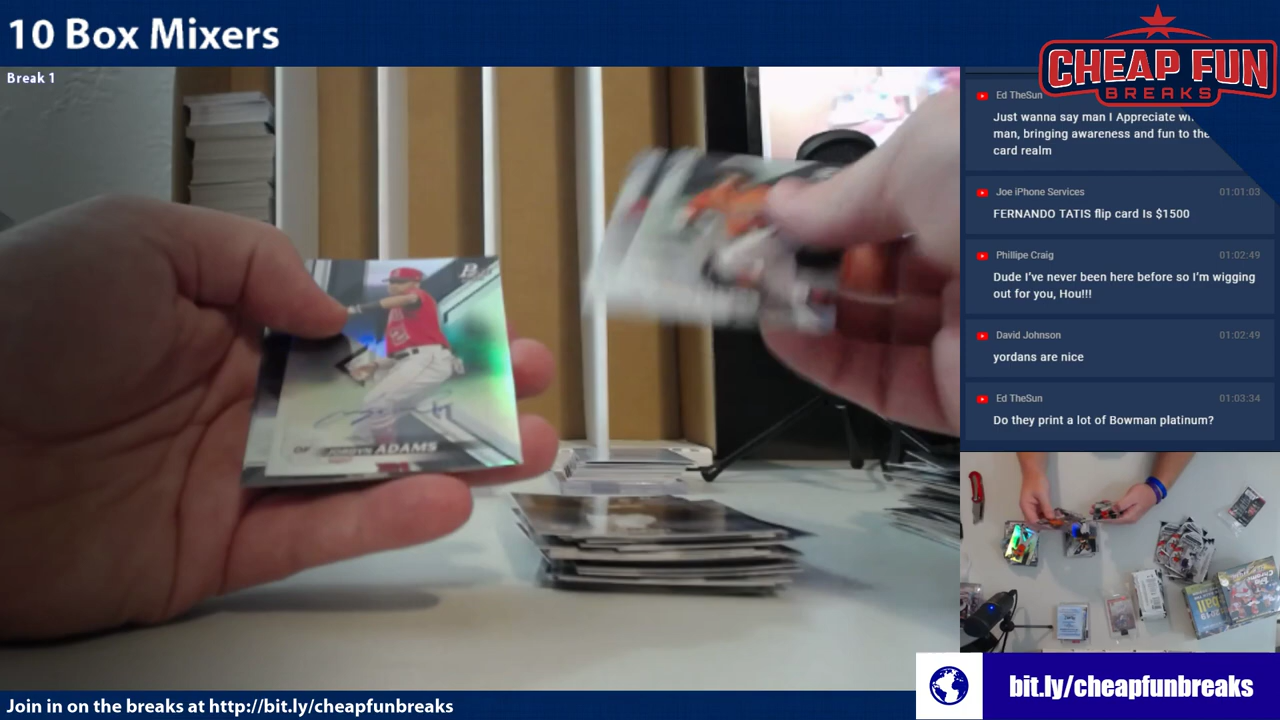 10 Box Mixers
Break 1
CHEAP FUN
BREAKS
Ed TheSun
Just wanna say man I Appreciate
man, bringing awareness and fun to the
card realm
Joe iPhone Services 01:01:03
FERNANDO TATIS flip card Is $1500
Phillipe Craig 01:02:49
Dude I've never been here before so I'm wigging
out for you, Hou!!!
David Johnson 01:02:49
yordans are nice
Ed TheSun 01:03:34
Do they print a lot of Bowman platinum?
OF JORDYN ADAMS
bit.ly/cheapfunbreaks
Join in on the breaks at http://bit.ly/cheapfunbreaks